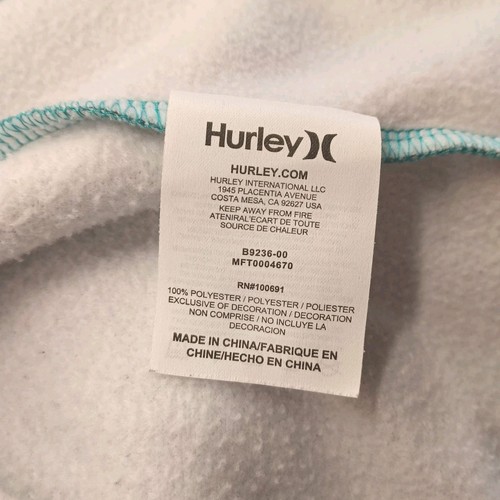 Hurley
HURLEY.COM
HURLEY INTERNATIONAL LLC
1945 PLACENTIA AVENUE
COSTA MESA, CA 92627 USA
KEEP AWAY FROM FIRE
ATENIRAL'ECART DE TOUTE
SOURCE DE CHALEUR
B9236-00
MFT0004670
RN#100691
100% POLYESTER / POLYESTER / POLIESTER
EXCLUSIVE OF DECORATION / DECORATION
NON COMPRISE / NO INCLUYE LA
DECORACION
MADE IN CHINA/FABRIQUE EN
CHINE/HECHO EN CHINA